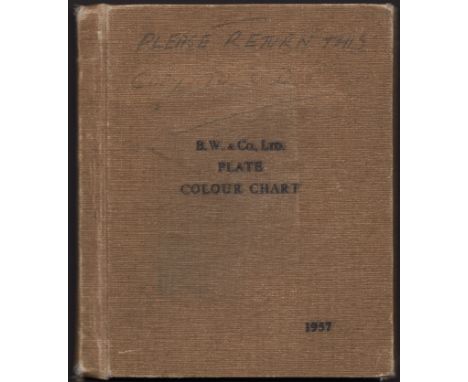 PLEASE RETURN THIS
B. W. & Co., Ltd.
PLATE
COLOUR CHART
1957